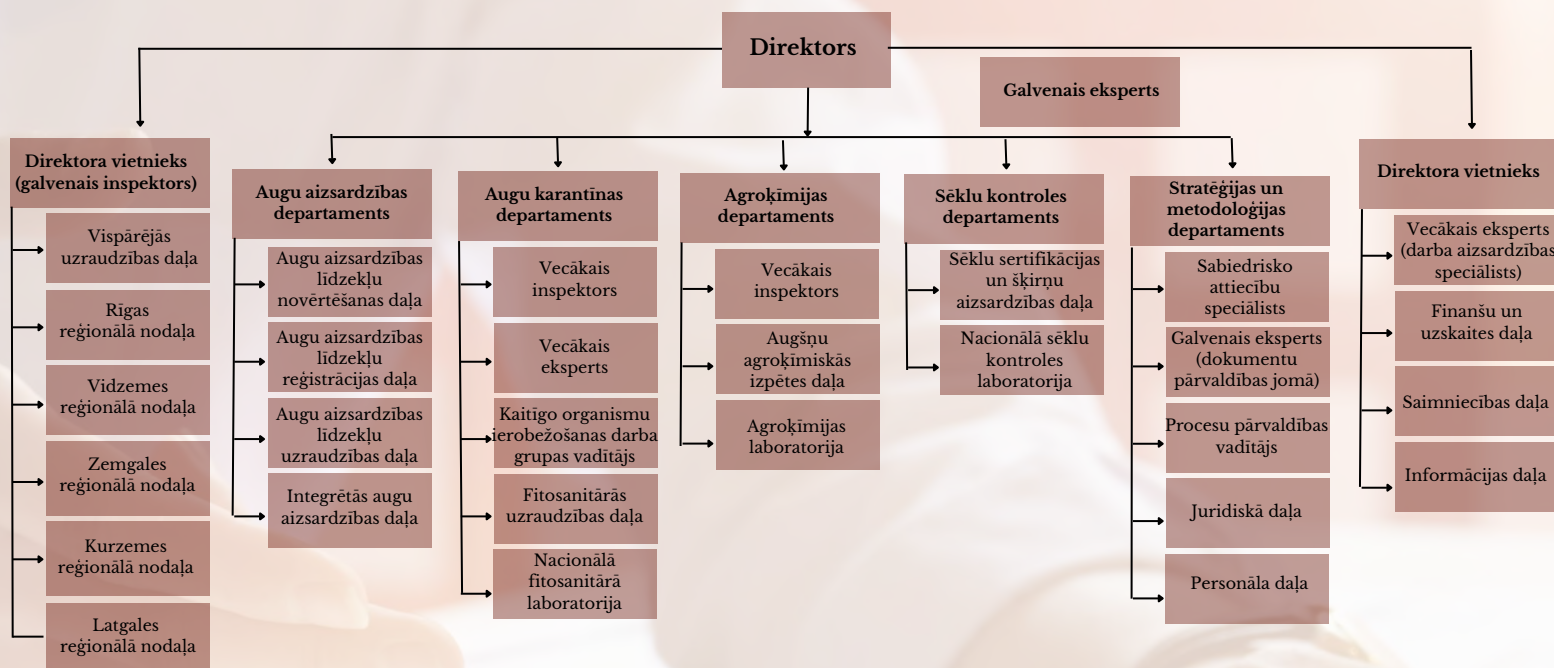 Direktors
Galvenais eksperts
Direktora vietnieks
(galvenais inspektors)
Vispārējās
uzraudzības daļa
Rīgas
reģionālā nodaļa
Vidzemes
reģionālā nodaļa
Zemgales
reģionālā nodaļa
Kurzemes
reģionālā nodaļa
Latgales
reģionālā nodaļa
Augu aizsardzības
departaments
Augu aizsardzības
līdzekļu
novērtēšanas daļa
Augu aizsardzības
līdzekļu
reģistrācijas daļa
Augu aizsardzības
līdzekļu
uzraudzības daļa
Integrētās augu
aizsardzības daļa
Augu karantīnas
departaments
Vecākais
inspektors
Vecākais
eksperts
Kaitīgo organismu
ierobežošanas darba
grupas vadītājs
Fitosanitārās
uzraudzības daļa
Nacionālā
fitosanitārā
laboratorija
Agroķīmijas
departaments
Vecākais
inspektors
Augšņu
agroķīmiskās
izpētes daļa
Agroķīmijas
laboratorija
Sēklu kontroles
departaments
Sēklu sertifikācijas
un šķirņu
aizsardzības daļa
Nacionālā sēklu
kontroles
laboratorija
Stratēģijas un
metodoloģijas
departaments
Sabiedrisko
attiecību
speciālists
Galvenais eksperts
(dokumentu
pārvaldības jomā)
Procesu pārvaldības
vadītājs
Juridiskā daļa
Personāla daļa
Direktora vietnieks
Vecākais eksperts
(darba aizsardzības
speciālists)
Finanšu un
uzskaites daļa
Saimniecības daļa
Informācijas daļa